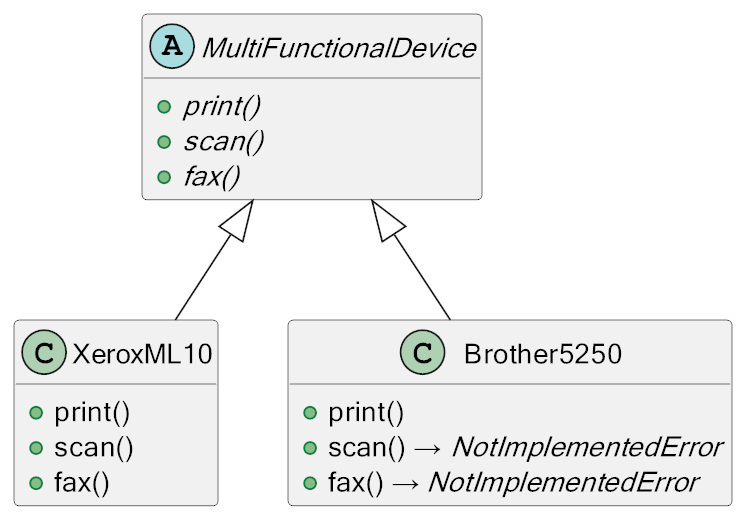 A MultiFunctionalDevice
print()
scan()
fax()
C XeroxML10
print()
scan()
fax()
C Brother5250
print()
scan() → NotImplementedError
fax() → NotImplementedError